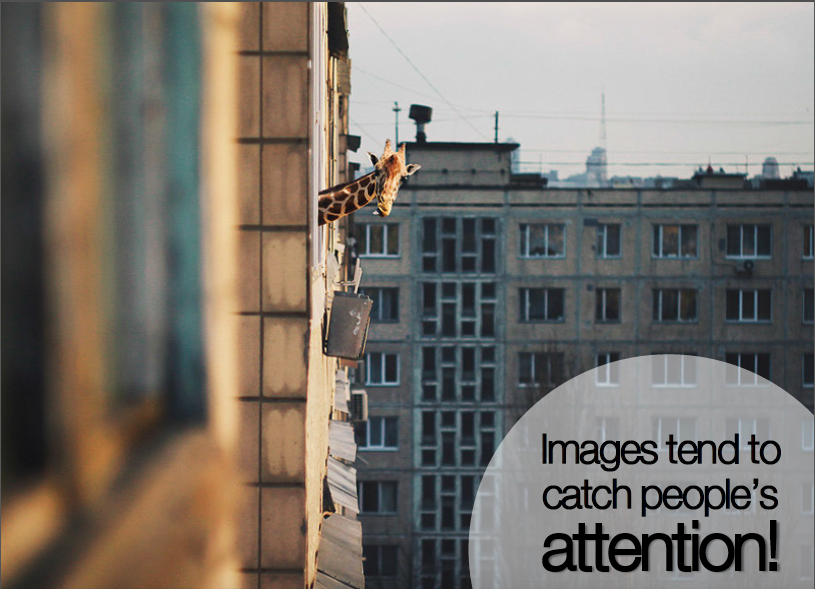 Images tend to
catch people's
attention!